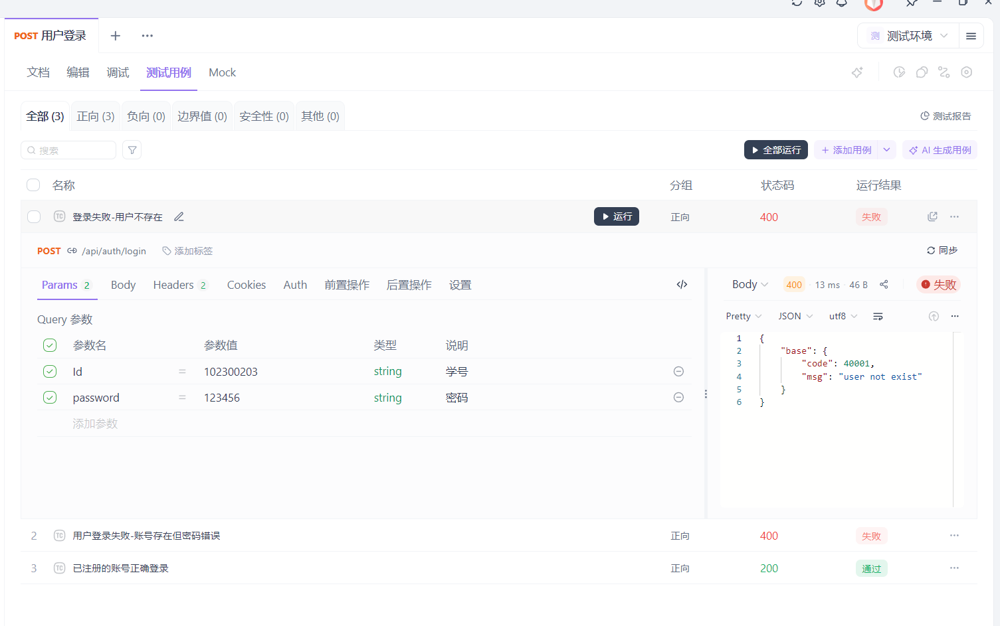 POST 用户登录
测 测试环境
文档 编辑 调试 测试用例 Mock
全部 (3) 正向 (3) 负向 (0) 边界值 (0) 安全性 (0) 其他 (0) 测试报告
搜索 全部运行 + 添加用例 AI 生成用例
名称 分组 状态码 运行结果
TC 登录失败-用户不存在 运行 正向 400 失败
POST /api/auth/login 添加标签 同步
Params 2 Body Headers 2 Cookies Auth 前置操作 后置操作 设置 </> Body 400 · 13 ms · 46 B 失败
Pretty JSON utf8
Query 参数
参数名 参数值 类型 说明
Id = 102300203 string 学号
password = 123456 string 密码
添加参数
1 {
2 "base": {
3 "code": 40001,
4 "msg": "user not exist"
5 }
6 }
2 TC 用户登录失败-账号存在但密码错误 正向 400 失败
3 TC 已注册的账号正确登录 正向 200 通过